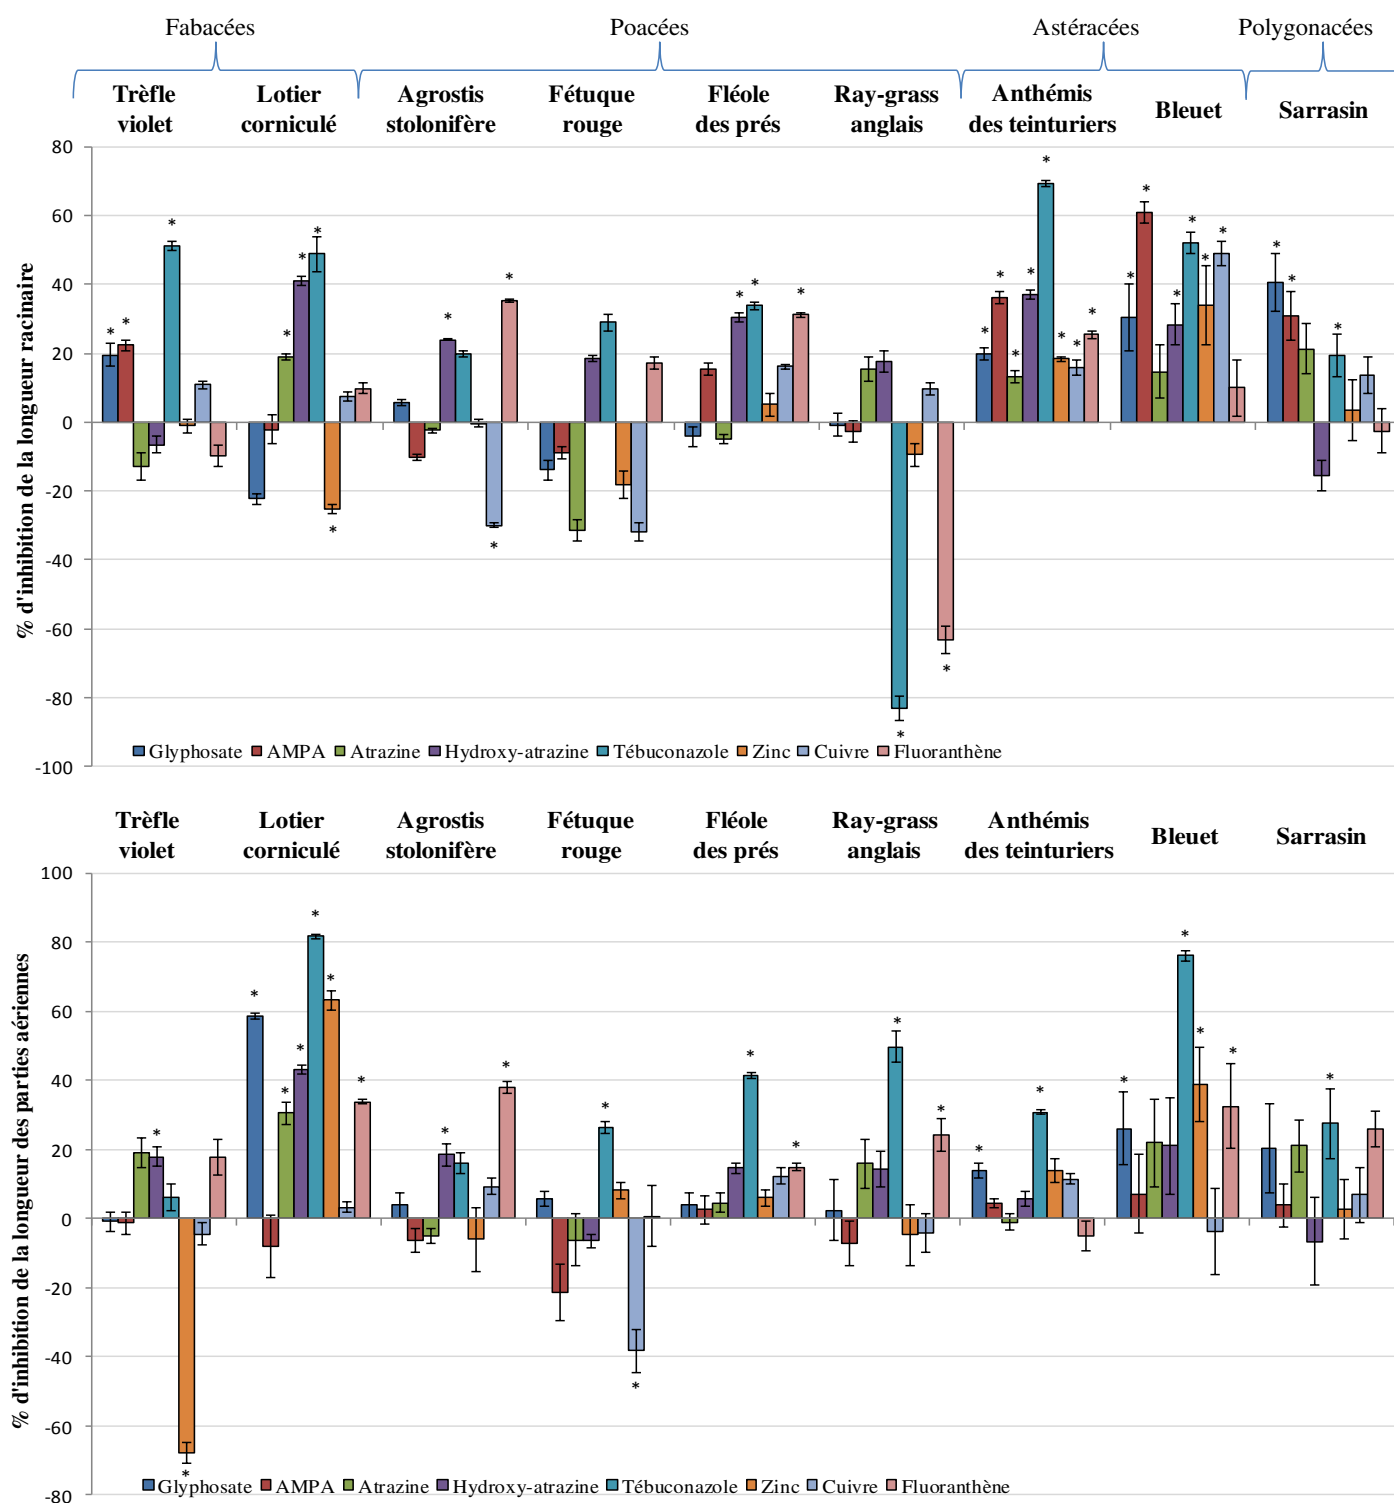 Fabacées Poacées Astéracées Polygonacées
Trèfle violet Lotier corniculé Agrostis stolonifère Fétuque rouge Fléole des prés Ray-grass anglais Anthémis des teinturiers Bleuet Sarrasin
% d'inhibition de la longueur racinaire
80
60
40
20
0
-20
-40
-60
-80
-100
* * * * * * * * * * * * * * * * * * * * * * * * * * * * * * * * * *
Glyphosate AMPA Atrazine Hydroxy-atrazine Tébuconazole Zinc Cuivre Fluoranthène
Trèfle violet Lotier corniculé Agrostis stolonifère Fétuque rouge Fléole des prés Ray-grass anglais Anthémis des teinturiers Bleuet Sarrasin
% d'inhibition de la longueur des parties aériennes
100
80
60
40
20
0
-20
-40
-60
-80
* * * * * * * * * * * * * * * * * * * * * *
Glyphosate AMPA Atrazine Hydroxy-atrazine Tébuconazole Zinc Cuivre Fluoranthène